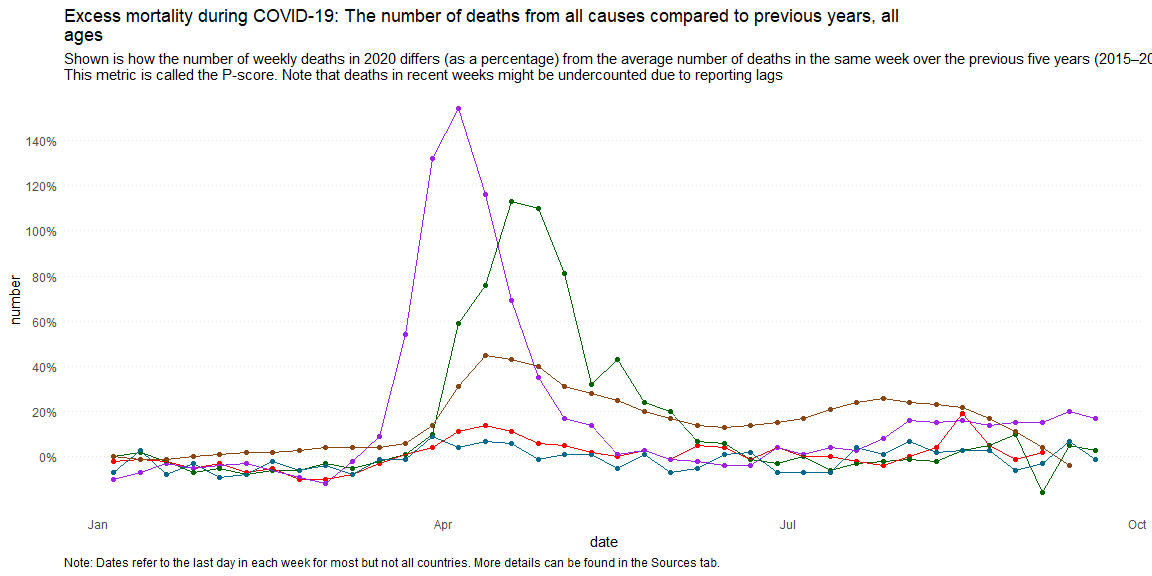 Excess mortality during COVID-19: The number of deaths from all causes compared to previous years, all
ages
Shown is how the number of weekly deaths in 2020 differs (as a percentage) from the average number of deaths in the same week over the previous five years (2015–20
This metric is called the P-score. Note that deaths in recent weeks might be undercounted due to reporting lags
140%
120%
100%
80%
60%
40%
20%
0%
number
Jan Apr Jul Oct
date
Note: Dates refer to the last day in each week for most but not all countries. More details can be found in the Sources tab.